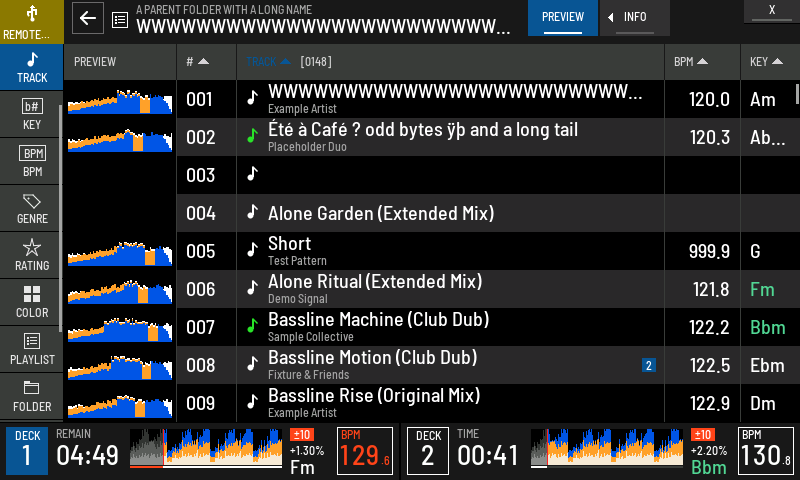 REMOTE...
A PARENT FOLDER WITH A LONG NAME
WWWWWWWWWWWWWWWWWWWWWWWW...
PREVIEW
INFO
X
TRACK
b# KEY
BPM BPM
GENRE
RATING
COLOR
PLAYLIST
FOLDER
PREVIEW # TRACK [0148] BPM KEY
001 WWWWWWWWWWWWWWWWWWWWWWWWW... 120.0 Am
Example Artist
002 Été à Café ? odd bytes ÿþ and a long tail 120.3 Ab...
Placeholder Duo
003
004 Alone Garden (Extended Mix)
005 Short 999.9 G
Test Pattern
006 Alone Ritual (Extended Mix) 121.8 Fm
Demo Signal
007 Bassline Machine (Club Dub) 122.2 Bbm
Sample Collective
008 Bassline Motion (Club Dub) 2 122.5 Ebm
Fixture & Friends
009 Bassline Rise (Original Mix) 122.9 Dm
Example Artist
DECK 1
REMAIN
04:49
±10
+1.30%
Fm
BPM
129.6
DECK 2
TIME
00:41
±10
+2.20%
Bbm
BPM
130.8